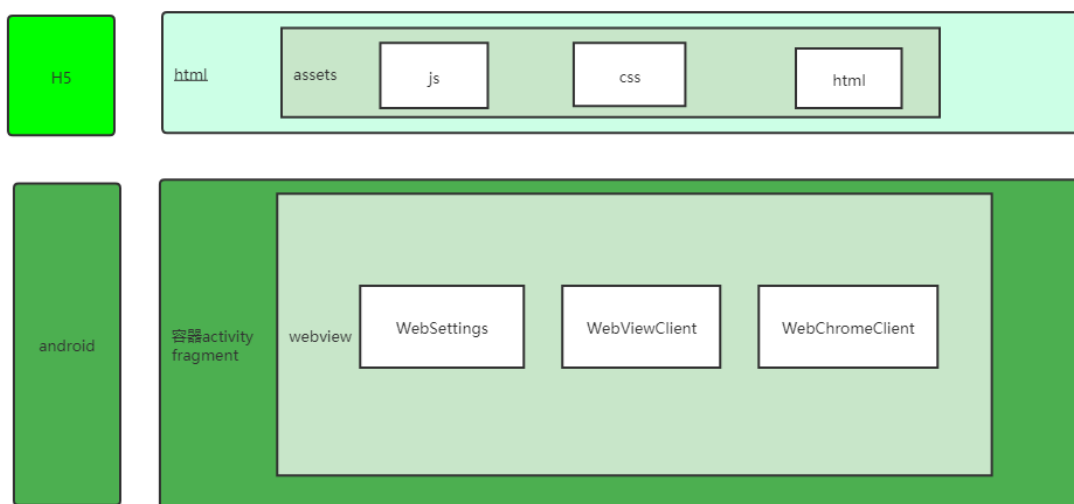 H5
html
assets
js
css
html
android
容器activity
fragment
webview
WebSettings
WebViewClient
WebChromeClient